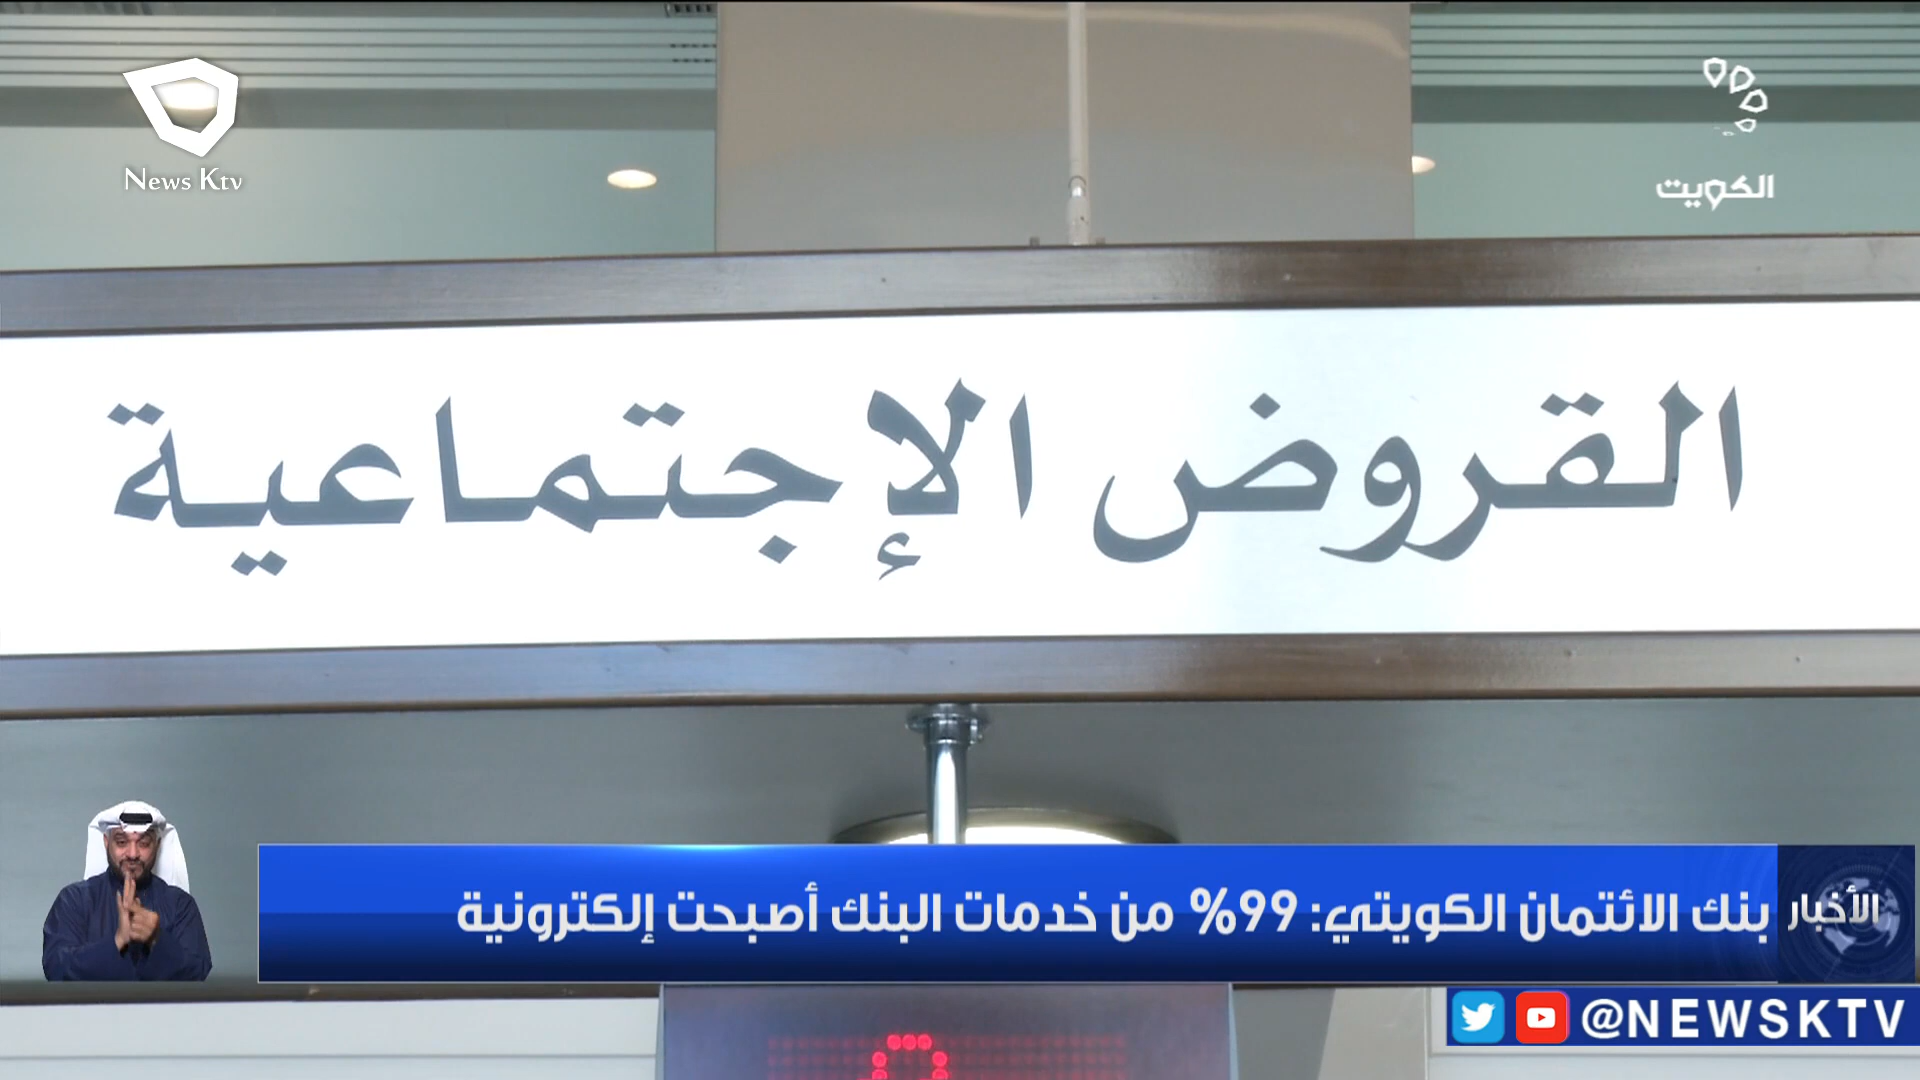 News Ktv
الكويت
القروض الإجتماعية
الأخبار
بنك الائتمان الكويتي: 99% من خدمات البنك أصبحت إلكترونية
@NEWSKTV